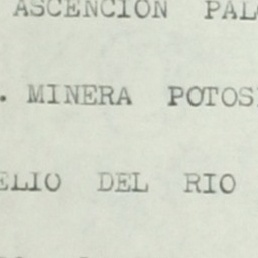 ASCENCION PAL
. MINERA POTOS
ELIO DEL RIO